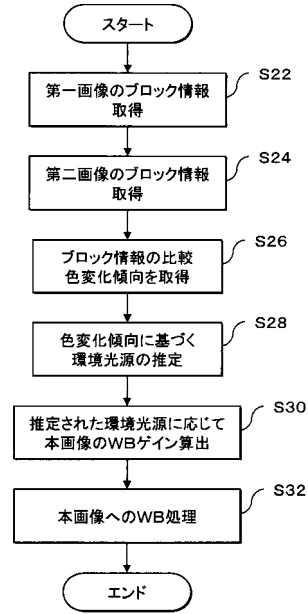 スタート
S22
第一画像のブロック情報
取得
S24
第二画像のブロック情報
取得
S26
ブロック情報の比較
色変化傾向を取得
S28
色変化傾向に基づく
環境光源の推定
S30
推定された環境光源に応じて
本画像のWBゲイン算出
S32
本画像へのWB処理
エンド